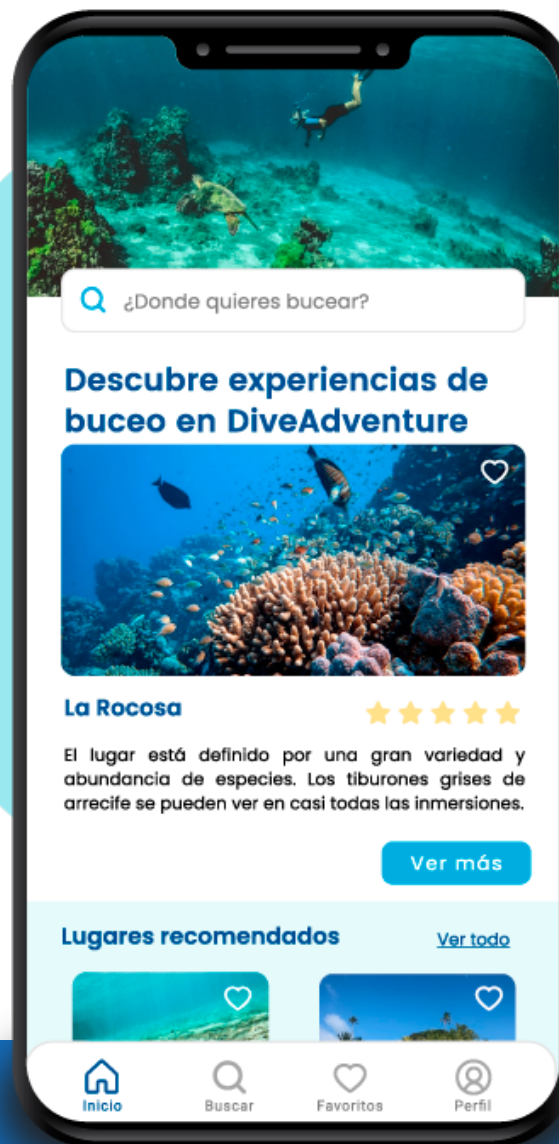 ¿Donde quieres bucear?
Descubre experiencias de
buceo en DiveAdventure
La Rocosa
El lugar está definido por una gran variedad y
abundancia de especies. Los tiburones grises de
arrecife se pueden ver en casi todas las inmersiones.
Ver más
Lugares recomendados
Ver todo
Inicio
Buscar
Favoritos
Perfil